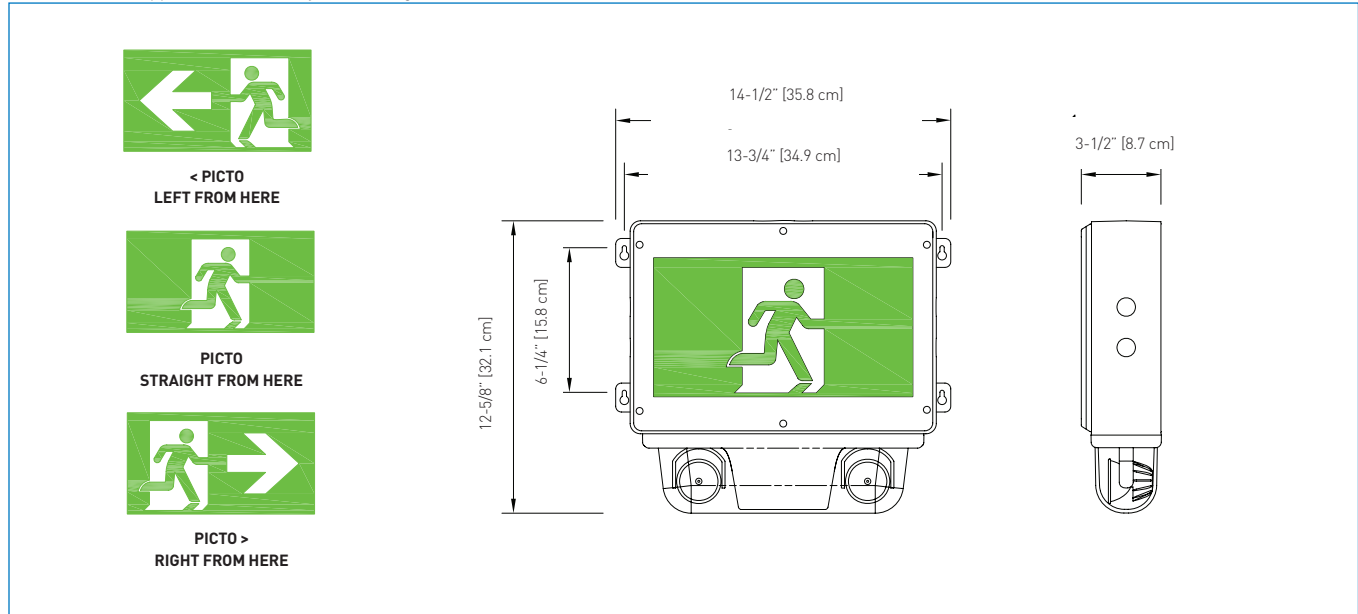 < PICTO
LEFT FROM HERE
PICTO
STRAIGHT FROM HERE
PICTO >
RIGHT FROM HERE
14-1/2” [35.8 cm]
13-3/4” [34.9 cm]
12-5/8” [32.1 cm]
6-1/4” [15.8 cm]
3-1/2” [8.7 cm]